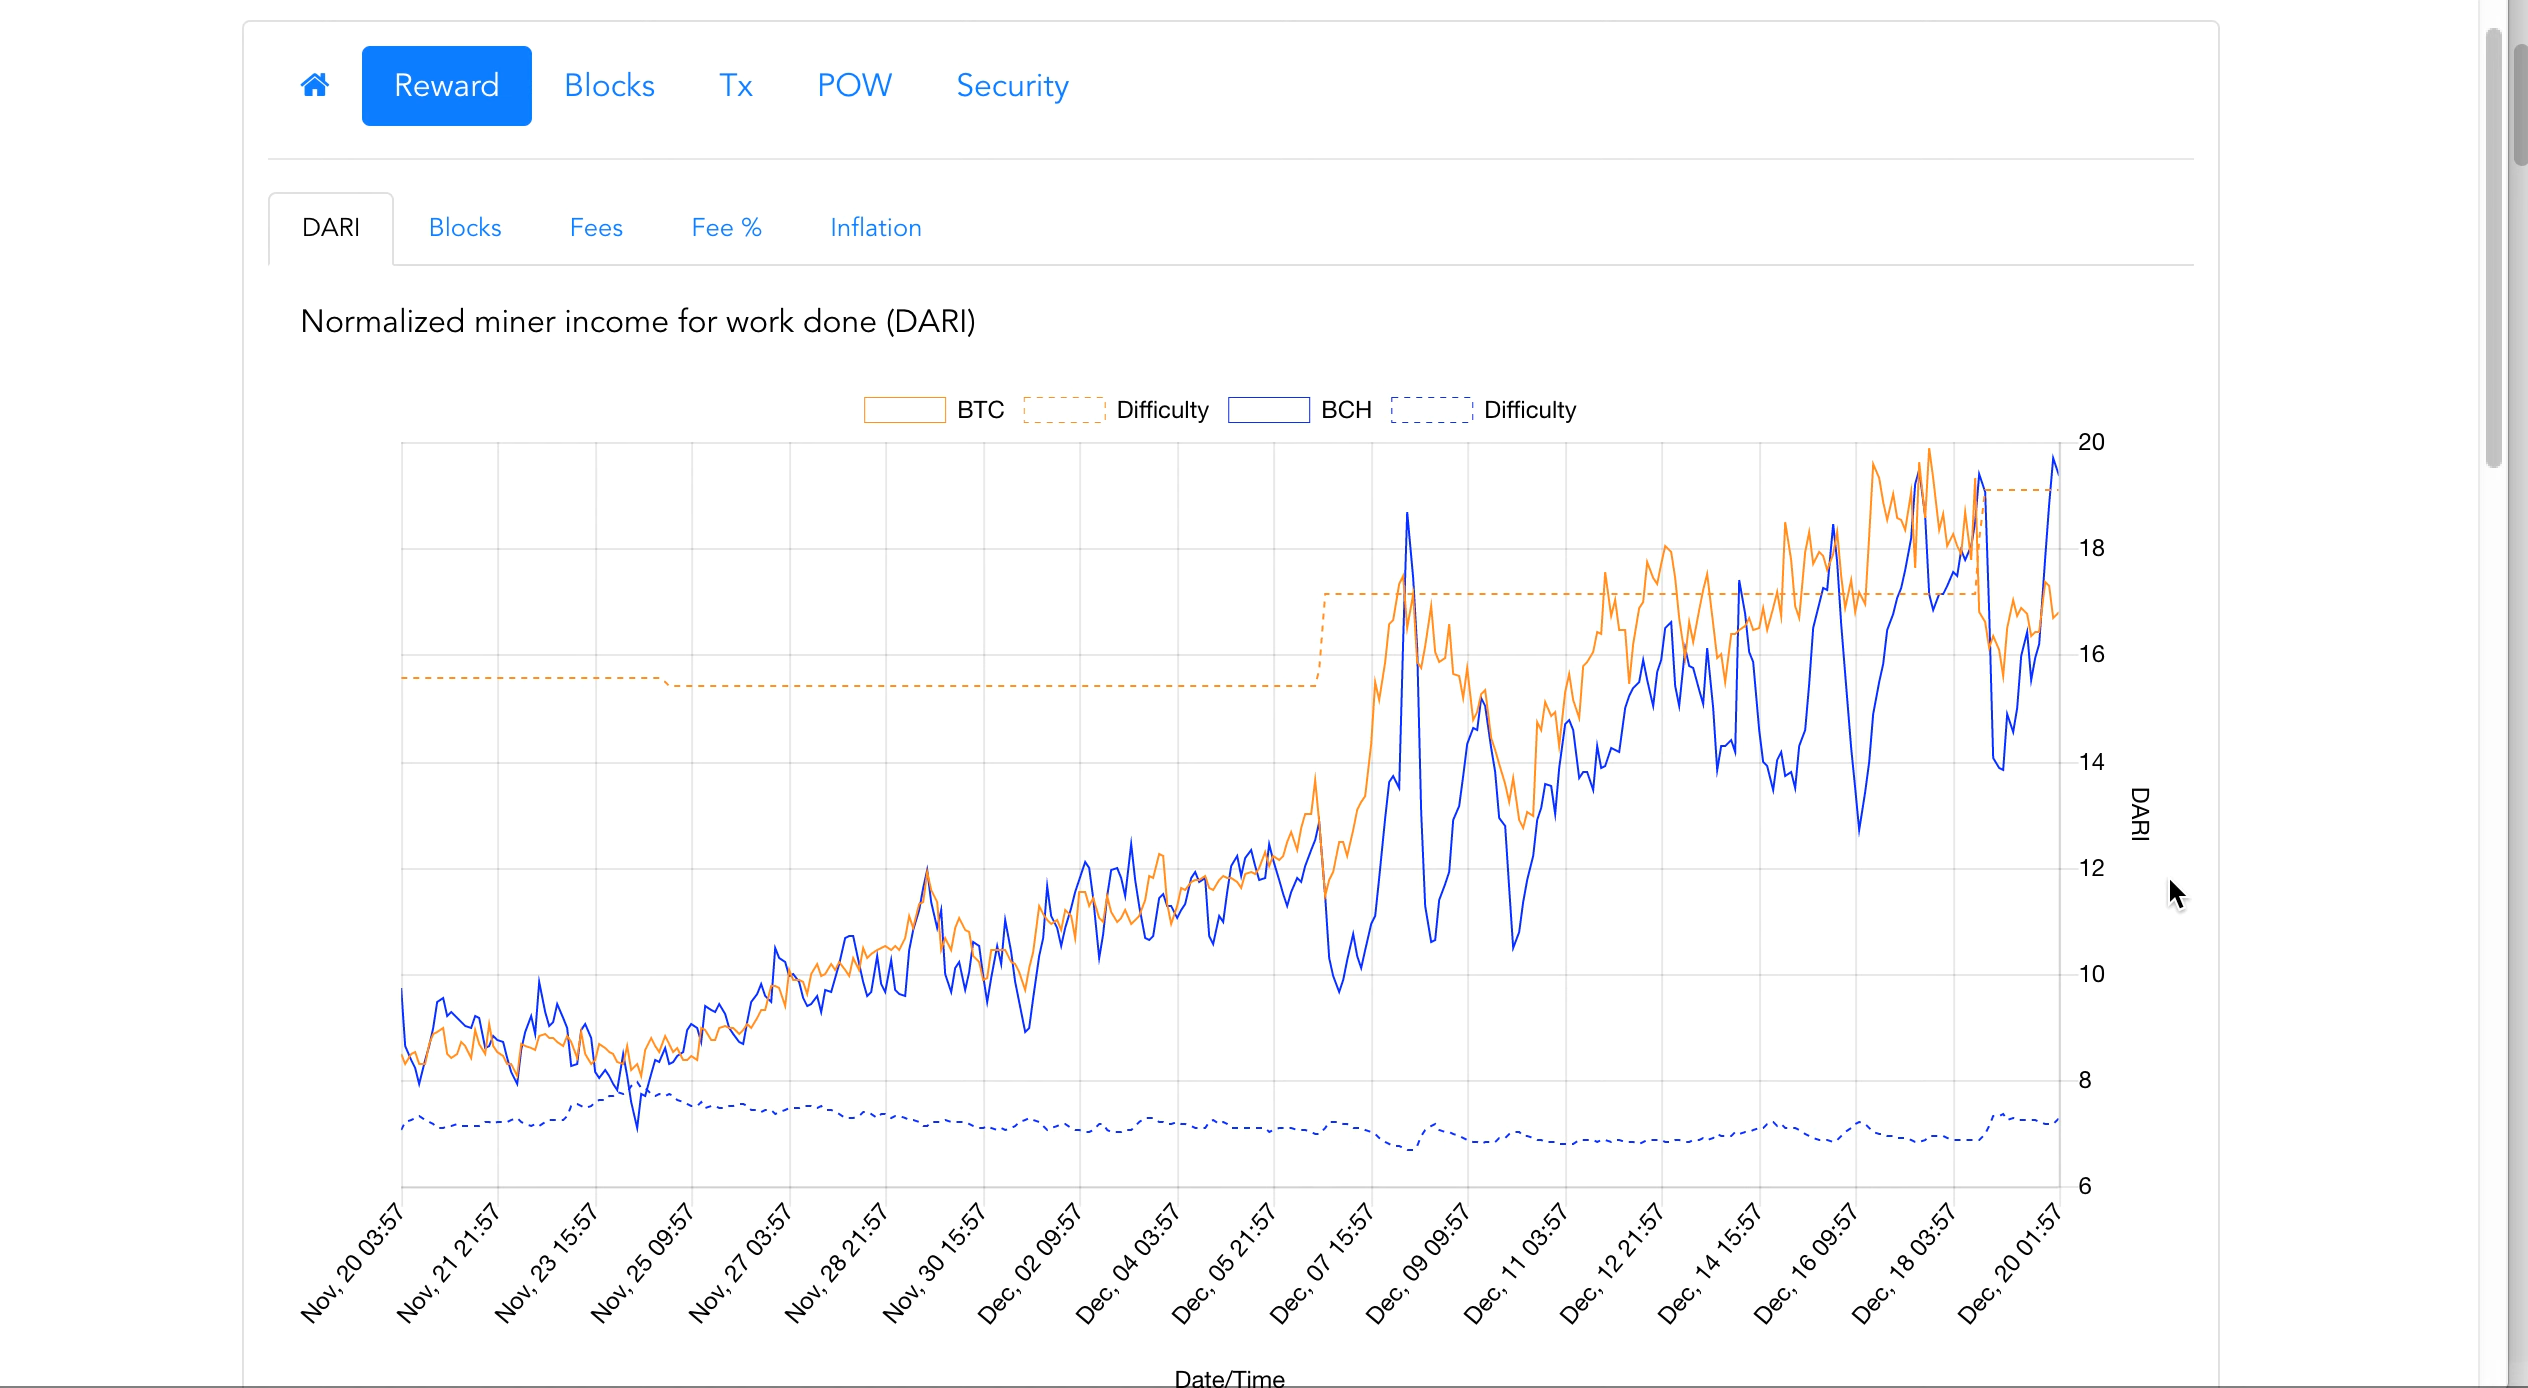 Reward Blocks Tx POW Security
DARI Blocks Fees Fee % Inflation
Normalized miner income for work done (DARI)
BTC Difficulty BCH Difficulty
20
18
16
14
12
10
8
6
DARI
Nov, 20 03:57
Nov, 21 21:57
Nov, 23 15:57
Nov, 25 09:57
Nov, 27 03:57
Nov, 28 21:57
Nov, 30 15:57
Dec, 02 09:57
Dec, 04 03:57
Dec, 05 21:57
Dec, 07 15:57
Dec, 09 09:57
Dec, 11 03:57
Dec, 12 21:57
Dec, 14 15:57
Dec, 16 09:57
Dec, 18 03:57
Dec, 20 01:57
Date/Time